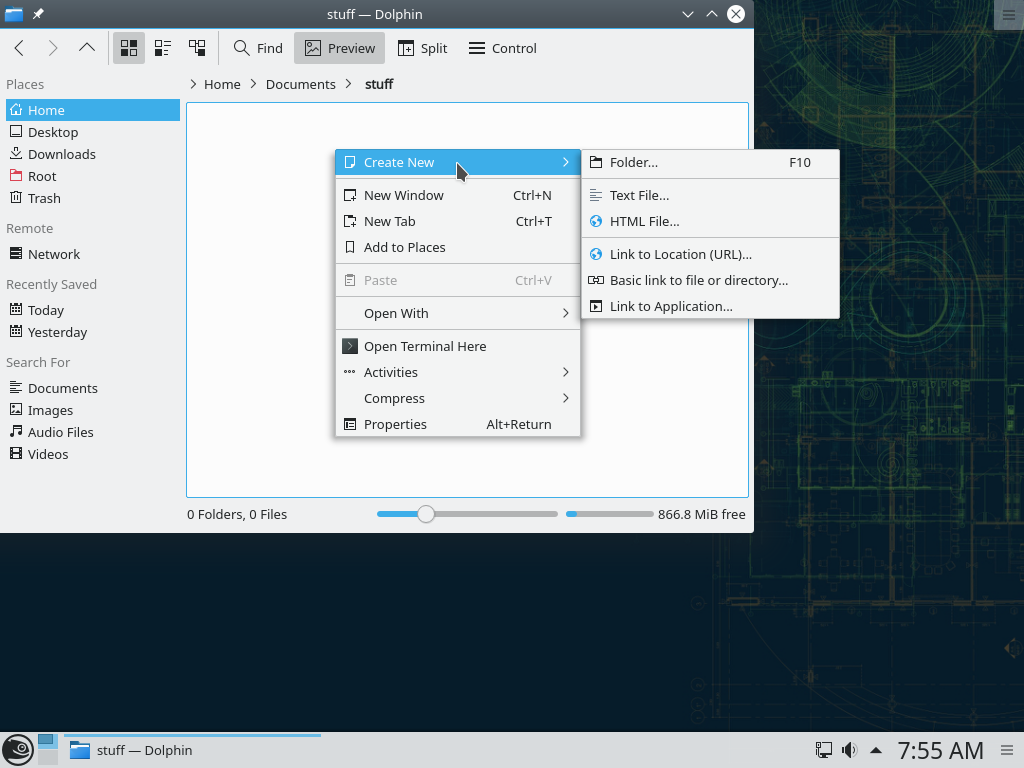 stuff — Dolphin
Find
Preview
Split
Control
Places
Home
Desktop
Downloads
Root
Trash
Remote
Network
Recently Saved
Today
Yesterday
Search For
Documents
Images
Audio Files
Videos
Home
Documents
stuff
Create New
New Window Ctrl+N
New Tab Ctrl+T
Add to Places
Paste Ctrl+V
Open With
Open Terminal Here
Activities
Compress
Properties Alt+Return
Folder... F10
Text File...
HTML File...
Link to Location (URL)...
Basic link to file or directory...
Link to Application...
0 Folders, 0 Files
866.8 MiB free
stuff — Dolphin
7:55 AM